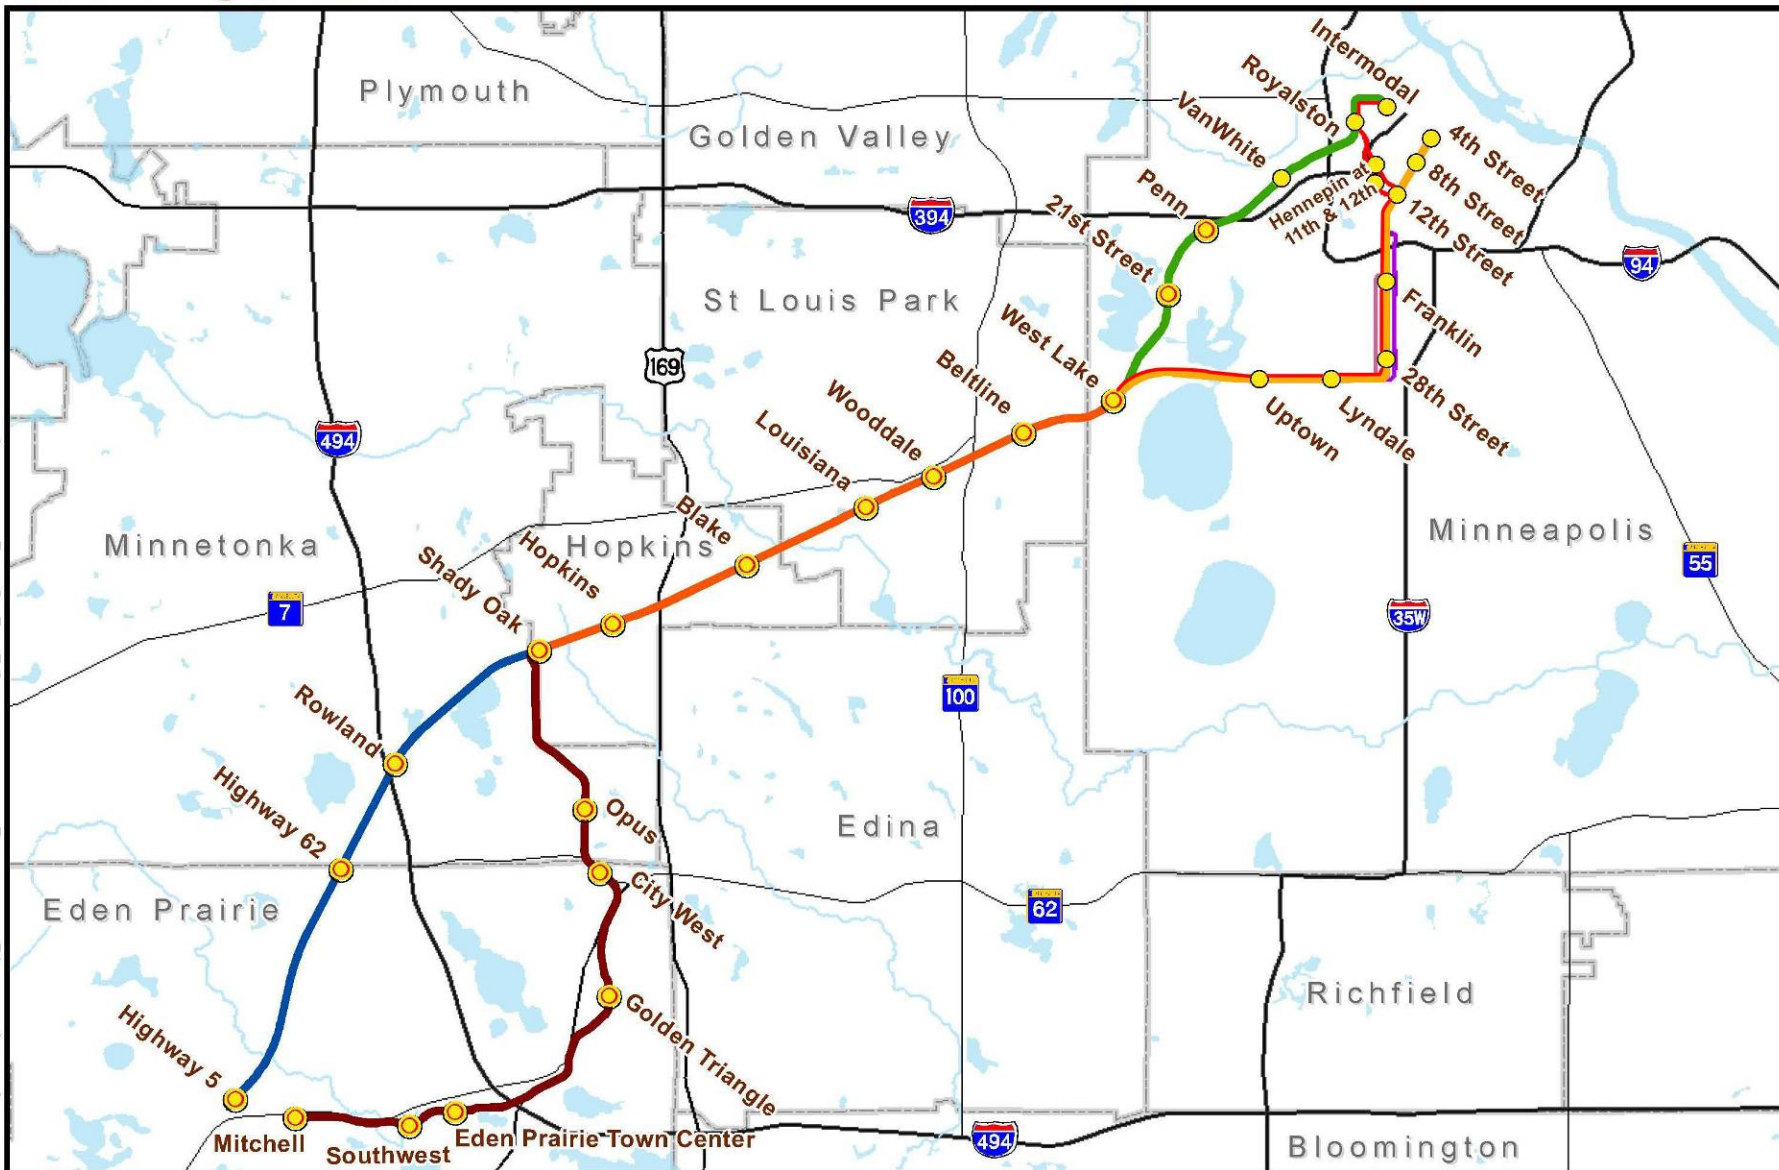 Intermodal
Royalston
VanWhite
Plymouth
Golden Valley
4th Street
8th Street
Hennepin at
11th & 12th
12th Street
Penn
394
21st Street
94
St Louis Park
Franklin
West Lake
169
Beltline
28th Street
Wooddale
Uptown
Lyndale
494
Louisiana
Blake
Minnetonka
Hopkins
Hopkins
Minneapolis
55
Shady Oak
7
35W
100
Rowland
Highway 62
Opus
Edina
City West
62
Eden Prairie
Richfield
Golden Triangle
Highway 5
Mitchell
Southwest
Eden Prairie Town Center
494
Bloomington